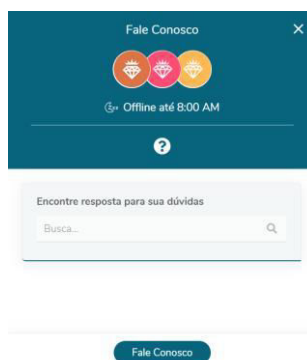 Fale Conosco
Offline até 8:00 AM
Encontre resposta para sua dúvidas
Busca...
Fale Conosco